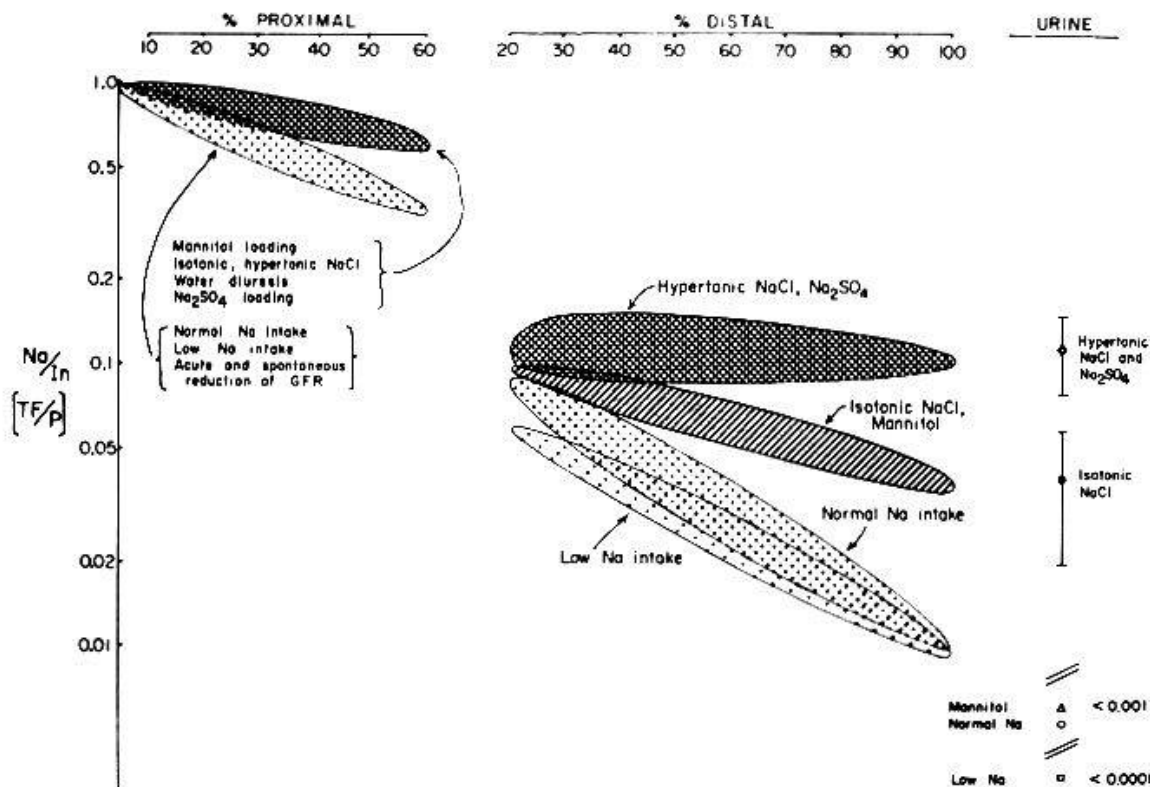 % PROXIMAL
10 20 30 40 50 60
% DISTAL
20 30 40 50 60 70 80 90 100
URINE
1.0
0.5
0.2
0.1
0.05
0.02
0.01
Na/In
[TF/P]
Mannitol loading
Isotonic, hypertonic NaCl
Water diuresis
Na₂SO₄ loading
Normal Na Intake
Low Na intake
Acute and spontaneous
reduction of GFR
Hypertonic NaCl, Na₂SO₄
Isotonic NaCl,
Mannitol
Normal Na intake
Low Na intake
Hypertonic
NaCl and
Na₂SO₄
Isotonic
NaCl
Mannitol < 0.001
Normal Na
Low Na < 0.0001